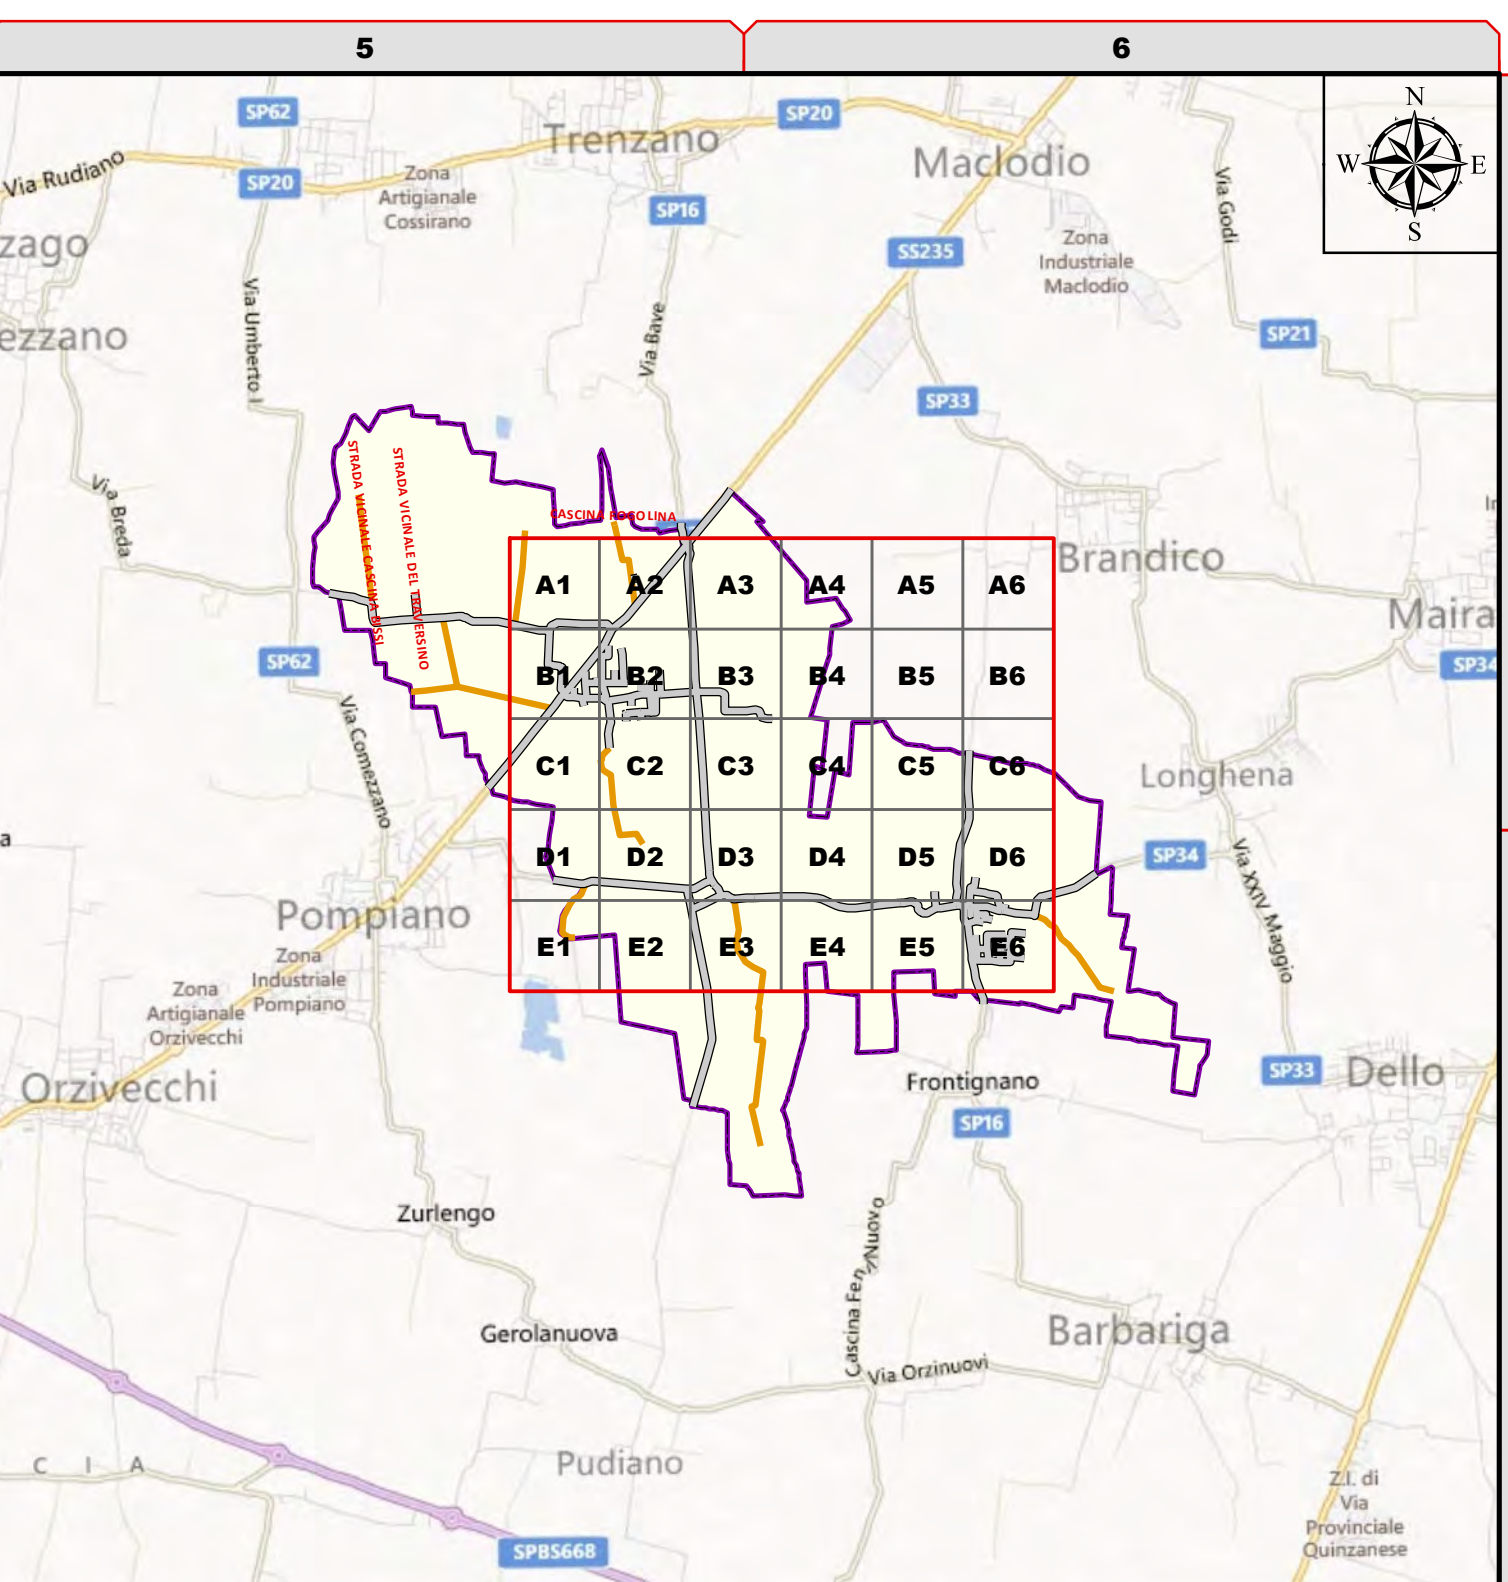 5
6
N
W
E
S
SP62
SP20
Trenzano
Maclodio
Via Rudiano
SP20
Zona
Artigianale
Cossirano
SP16
Via Godi
zago
SS235
Zona
Industriale
Maclodio
ezzano
Via Umberto I
Via Bave
SP21
SP33
STRADA VICINALE CASCINA BISSI
STRADA VICINALE DEL TRAVERSINO
Via Breda
CASCINA POGOLINA
Brandico
A1
A2
A3
A4
A5
A6
Maira
SP62
SP34
B1
B2
B3
B4
B5
B6
Via Comezzano
C1
C2
C3
C4
C5
C6
Longhena
a
D1
D2
D3
D4
D5
D6
SP34
Via XXIV Maggio
Pompiano
E1
E2
E3
E4
E5
E6
Zona
Industriale
Pompiano
Zona
Artigianale
Orzivecchi
Orzivecchi
Frontignano
SP33
Dello
SP16
Zurlengo
Cascina Fen. Nuovo
Gerolanuova
Barbariga
Via Orzinuovi
C I A
Pudiano
Z.I. di
Via
Provinciale
Quinzanese
SPBS668